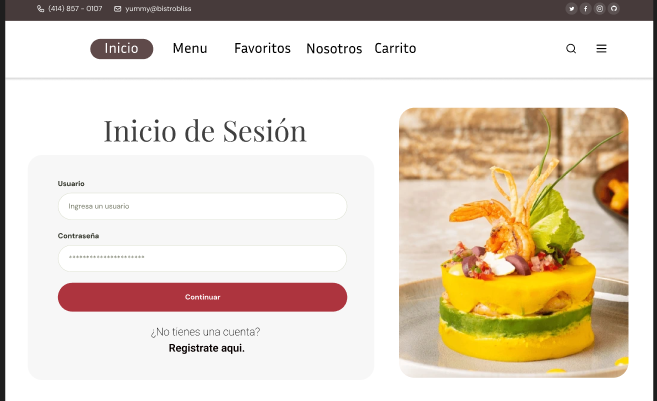 (414) 857 - 0107 yummy@bistrobliss
Inicio Menu Favoritos Nosotros Carrito
Inicio de Sesión
Usuario
Ingresa un usuario
Contraseña
**********************
Continuar
¿No tienes una cuenta?
Registrate aqui.